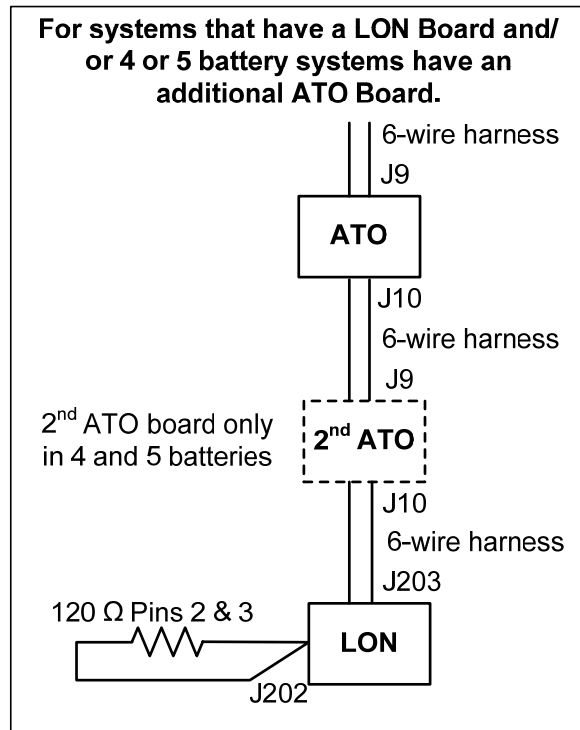 For systems that have a LON Board and/
or 4 or 5 battery systems have an
additional ATO Board.
6-wire harness
J9
ATO
J10
6-wire harness
J9
2nd ATO board only
in 4 and 5 batteries
2nd ATO
J10
6-wire harness
J203
120 Ω Pins 2 & 3
LON
J202